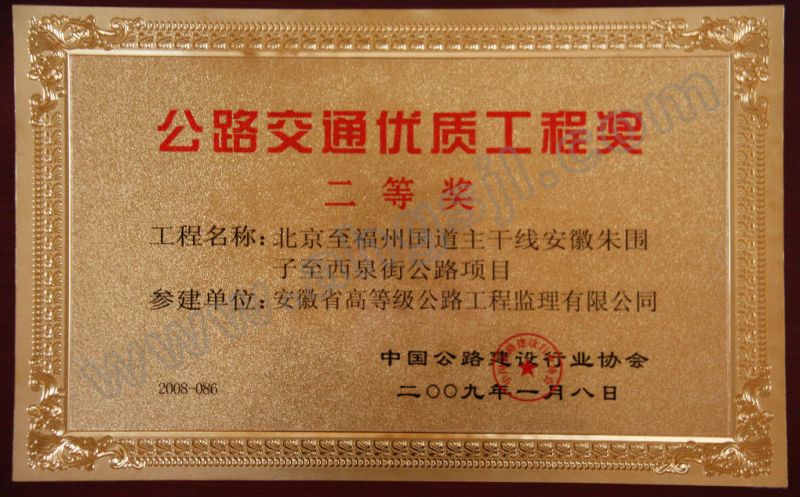 公路交通优质工程奖
二等奖
工程名称：北京至福州国道主干线安徽朱围
子至西泉街公路项目
参建单位：安徽省高等级公路工程监理有限公司
中国公路建设行业协会
2008-086
二〇〇九年一月八日